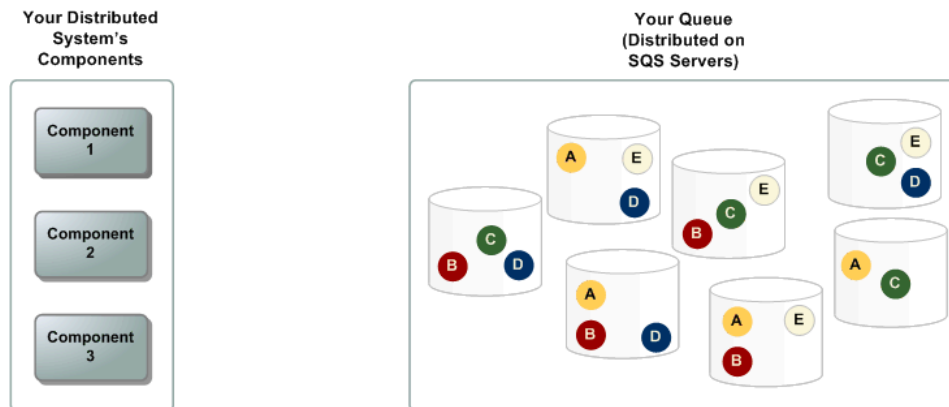 Your Distributed
System's
Components
Component
1
Component
2
Component
3
Your Queue
(Distributed on
SQS Servers)
B
C
D
A
E
D
B
C
E
C
E
D
A
B
D
A
E
B
A
C